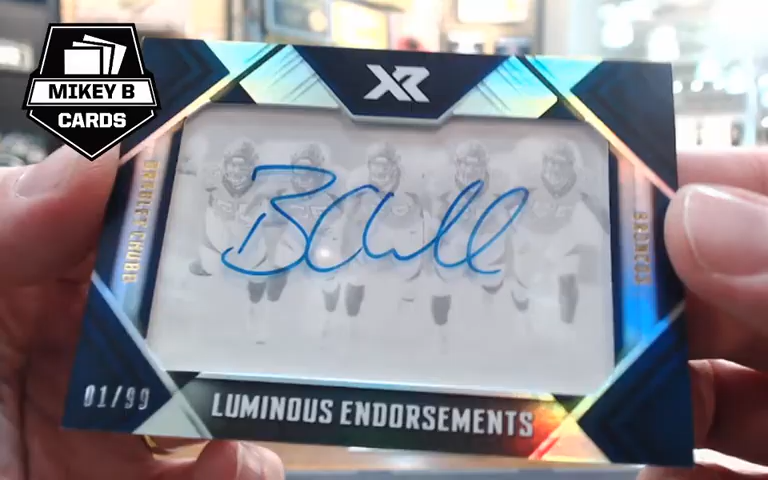 MIKEY B
CARDS
XR
BRADLEY CHUBB
BRONCOS
01/99
LUMINOUS ENDORSEMENTS